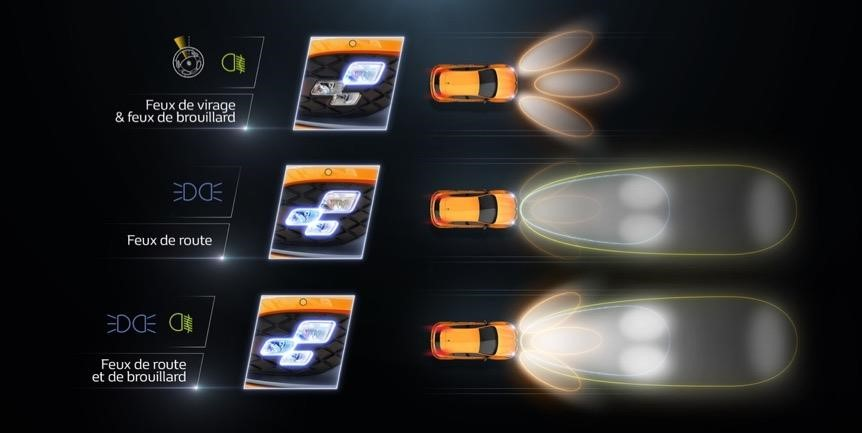 Feux de virage
& feux de brouillard
Feux de route
Feux de route
et de brouillard